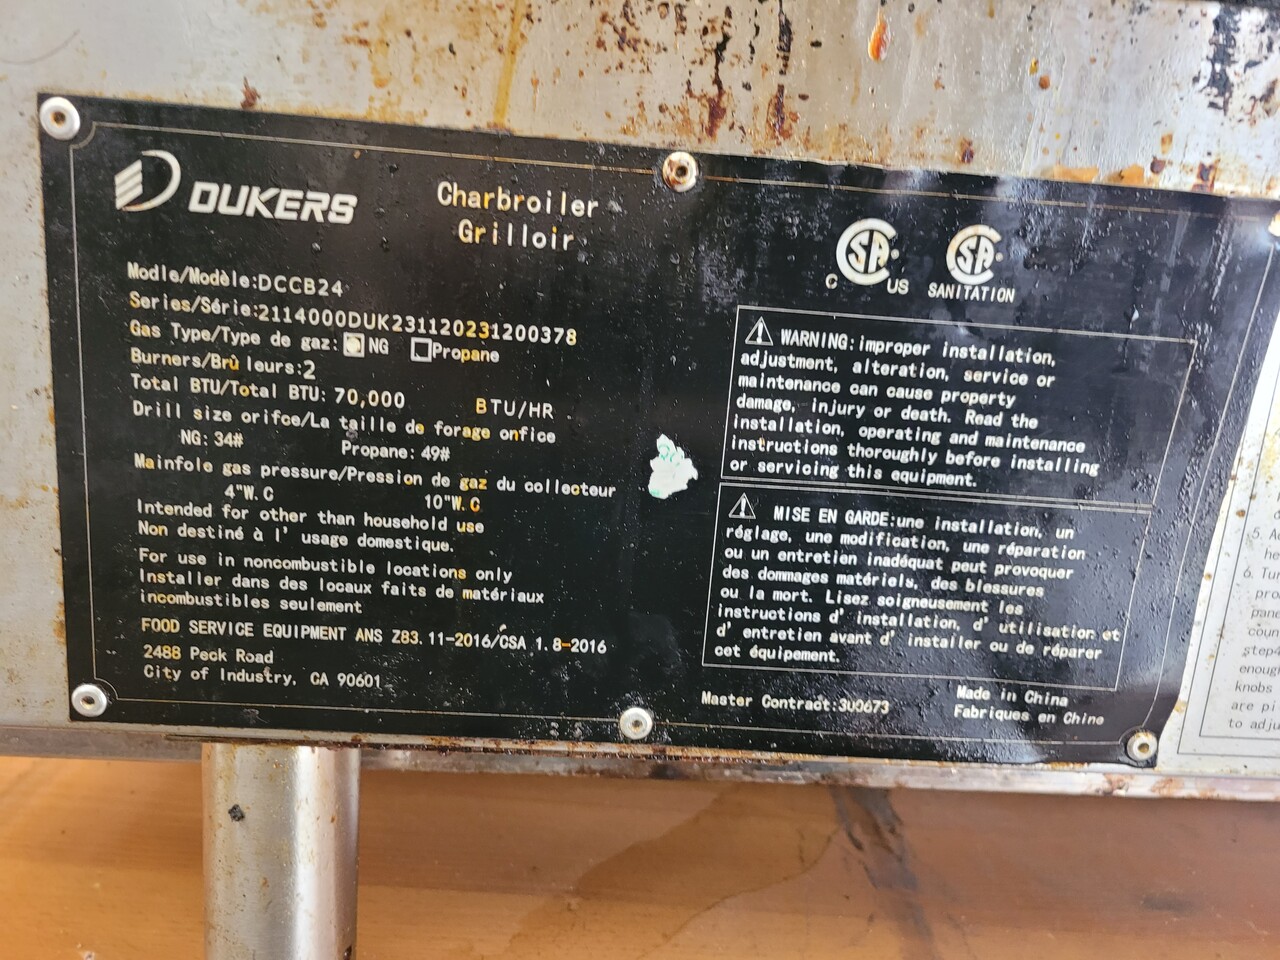 DUKERS
Charbroiler
Grilloir
Modle/Modèle:DCCB24
Series/Série:2114000DUK231120231200378
Gas Type/Type de gaz: NG Propane
Burners/Brû leurs:2
Total BTU/Total BTU: 70,000 BTU/HR
Drill size orifce/La taille de forage onfice
NG: 34# Propane: 49#
Mainfole gas pressure/Pression de gaz du collecteur
4"W.C 10"W.C
Intended for other than household use
Non destiné à l' usage domestique.
For use in noncombustible locations only
Installer dans des locaux faits de matériaux
incombustibles seulement
FOOD SERVICE EQUIPMENT ANS Z83.11-2016/CSA 1.8-2016
2488 Peck Road
City of Industry, CA 90601
C US
SANITATION
WARNING:improper installation,
adjustment, alteration, service or
maintenance can cause property
damage, injury or death. Read the
installation, operating and maintenance
instructions thoroughly before installing
or servicing this equipment.
MISE EN GARDE:une installation, un
réglage, une modification, une réparation
ou un entretien inadéquat peut provoquer
des dommages matériels, des blessures
ou la mort. Lisez soigneusement les
instructions d' installation, d' utilisation et
d' entretien avant d' installer ou de réparer
cet équipement.
Master Contract:300673
Made in China
Fabriques en Chine
5.
6.
knobs